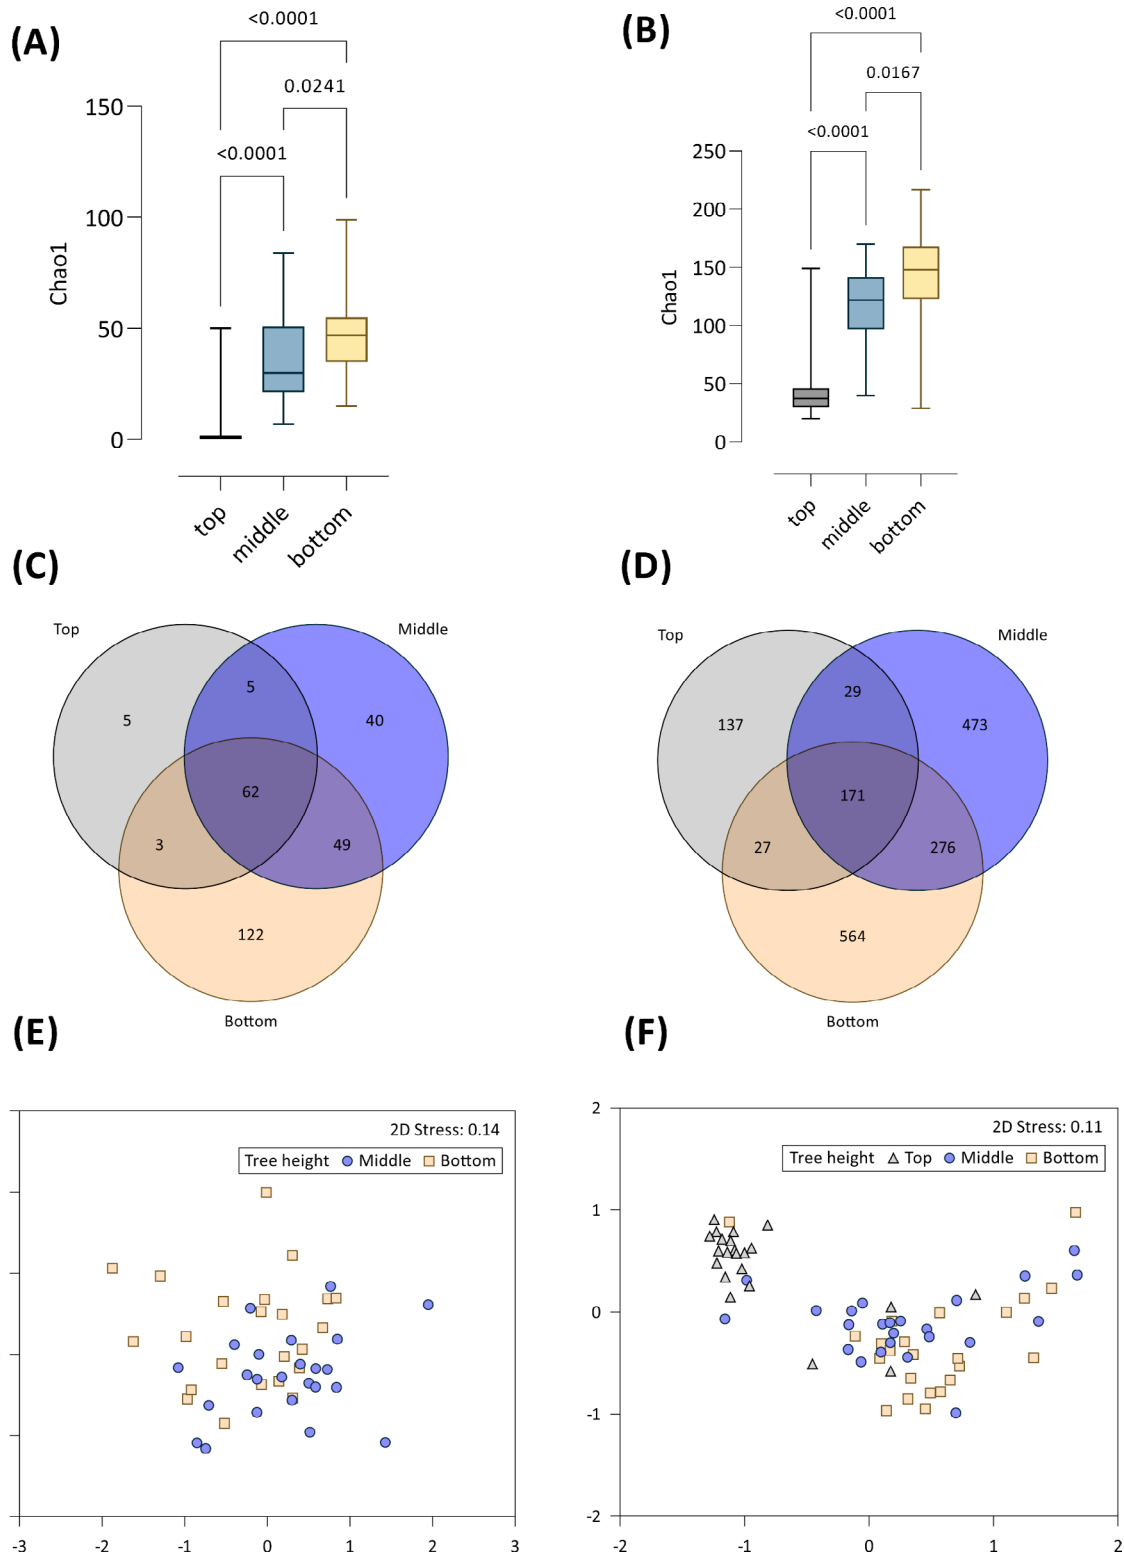 (A)
<0.0001
0.0241
<0.0001
150
100
50
0
Chao1
top
middle
bottom
(B)
<0.0001
0.0167
<0.0001
250
200
150
100
50
0
Chao1
top
middle
bottom
(C)
Top
Middle
5
5
40
62
3
49
122
Bottom
(D)
Top
Middle
29
137
473
171
27
276
564
Bottom
(E)
2D Stress: 0.14
Tree height Middle Bottom
-3 -2 -1 0 1 2 3
(F)
2D Stress: 0.11
Tree height Top Middle Bottom
2
1
0
-1
-2
-2 -1 0 1 2